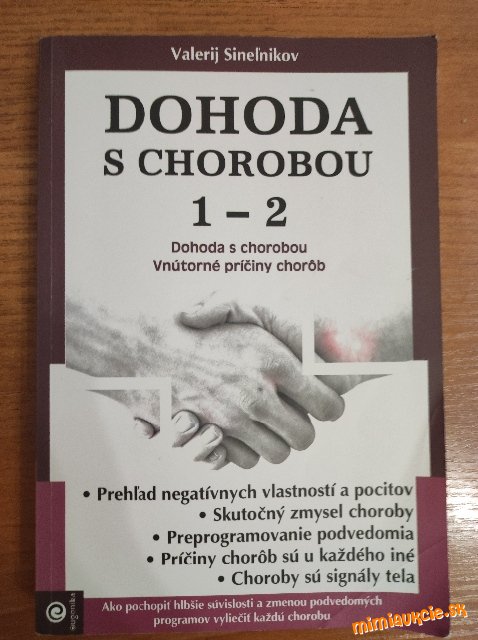 Valerij Sineľnikov
DOHODA
S CHOROBOU
1 – 2
Dohoda s chorobou
Vnútorné príčiny chorôb
• Prehľad negatívnych vlastností a pocitov
• Skutočný zmysel choroby
• Preprogramovanie podvedomia
• Príčiny chorôb sú u každého iné
• Choroby sú signály tela
Ako pochopiť hlbšie súvislosti a zmenou podvedomých
programov vyliečiť každú chorobu
Eugenika
mimiaukcie.sk